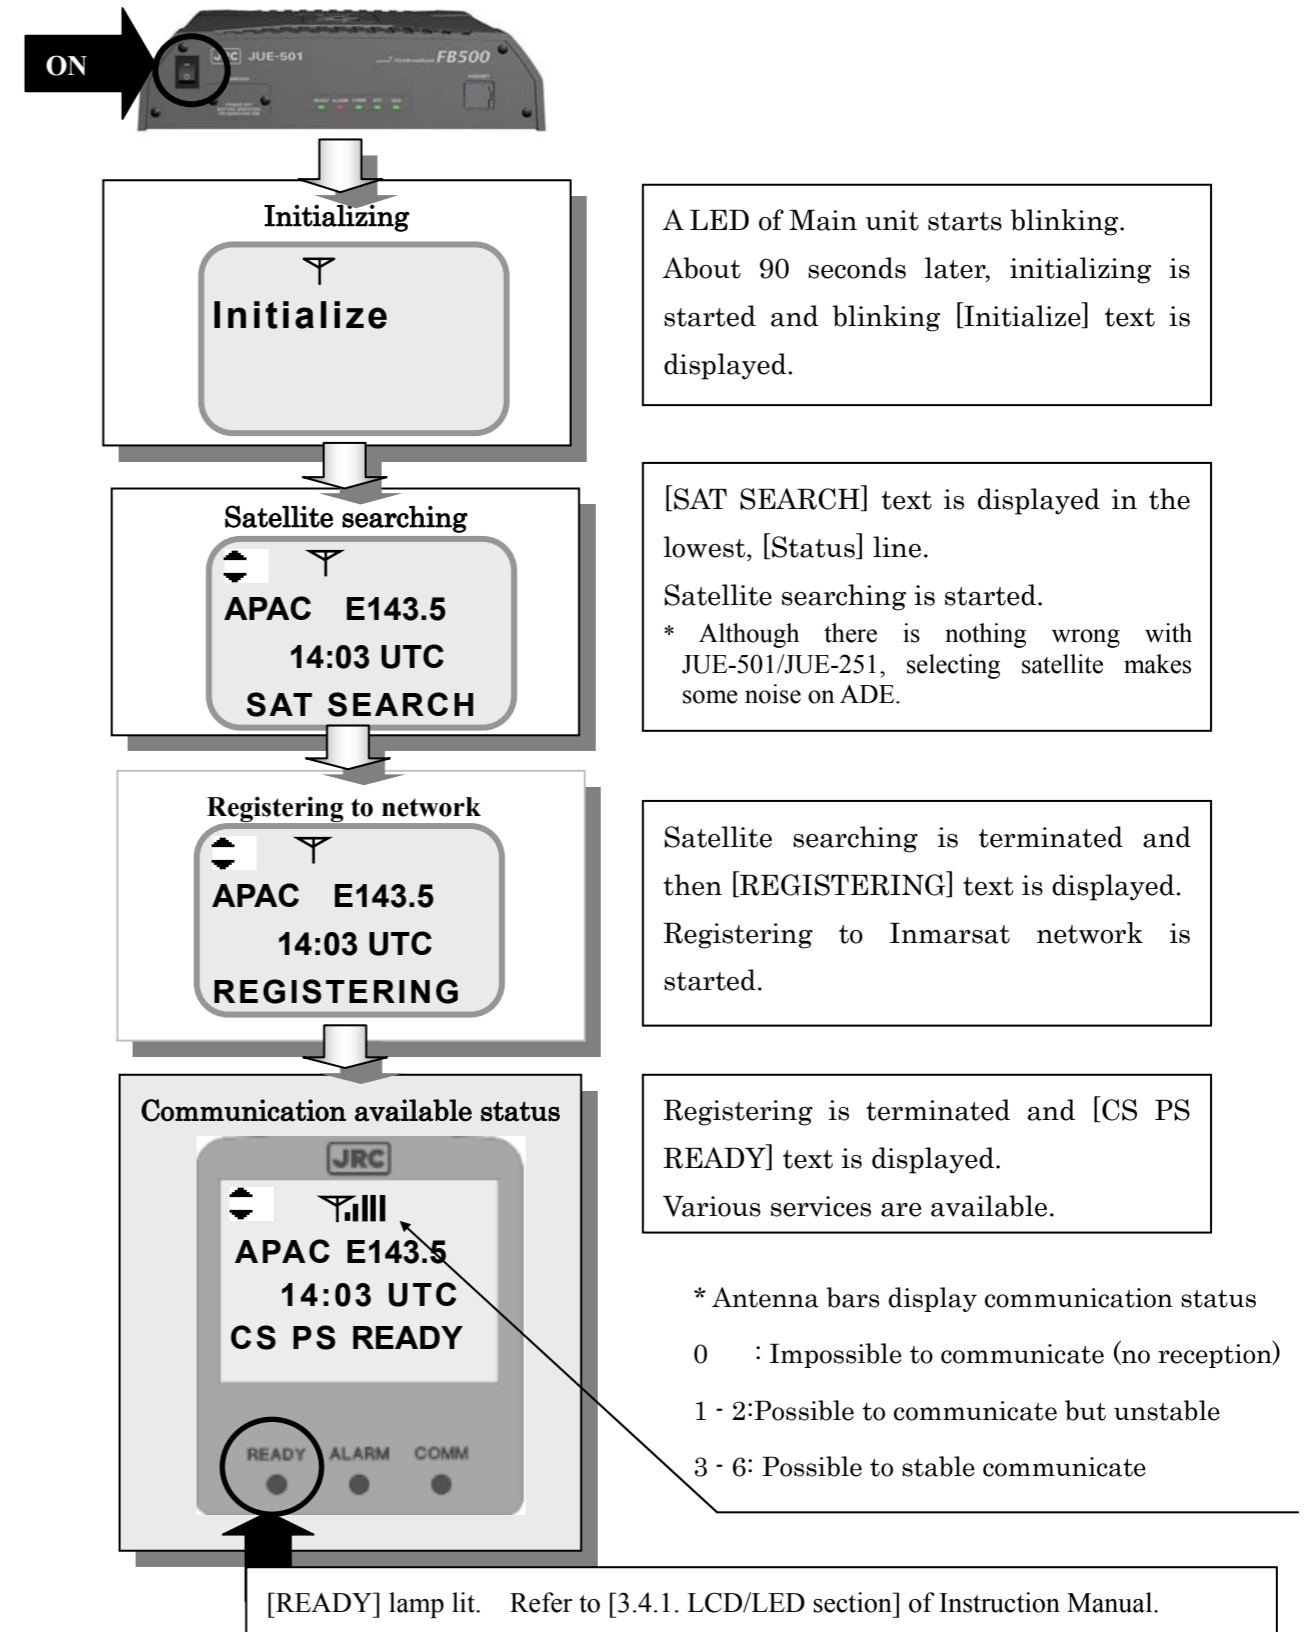 ON
JRC JUE-501
FB500
Initializing
Initialize
A LED of Main unit starts blinking.
About 90 seconds later, initializing is
started and blinking [Initialize] text is
displayed.
Satellite searching
APAC E143.5
14:03 UTC
SAT SEARCH
[SAT SEARCH] text is displayed in the
lowest, [Status] line.
Satellite searching is started.
* Although there is nothing wrong with
JUE-501/JUE-251, selecting satellite makes
some noise on ADE.
Registering to network
APAC E143.5
14:03 UTC
REGISTERING
Satellite searching is terminated and
then [REGISTERING] text is displayed.
Registering to Inmarsat network is
started.
Communication available status
JRC
APAC E143.5
14:03 UTC
CS PS READY
READY ALARM COMM
Registering is terminated and [CS PS
READY] text is displayed.
Various services are available.
* Antenna bars display communication status
0 : Impossible to communicate (no reception)
1 - 2:Possible to communicate but unstable
3 - 6: Possible to stable communicate
[READY] lamp lit. Refer to [3.4.1. LCD/LED section] of Instruction Manual.